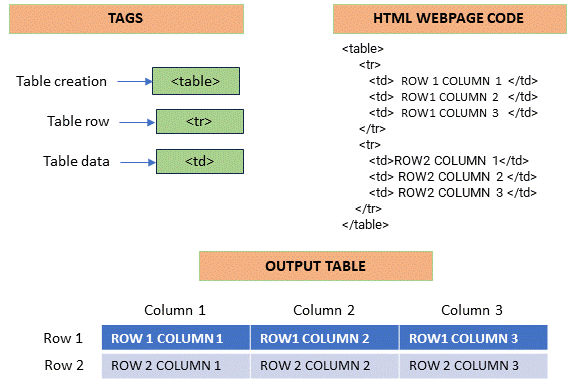 TAGS
Table creation <table>
Table row <tr>
Table data <td>
HTML WEBPAGE CODE
<table>
<tr>
<td> ROW 1 COLUMN 1 </td>
<td> ROW1 COLUMN 2 </td>
<td> ROW1 COLUMN 3 </td>
</tr>
<tr>
<td>ROW2 COLUMN 1</td>
<td> ROW2 COLUMN 2 </td>
<td> ROW2 COLUMN 3 </td>
</tr>
</table>
OUTPUT TABLE
Column 1 Column 2 Column 3
Row 1 ROW 1 COLUMN 1 ROW1 COLUMN 2 ROW1 COLUMN 3
Row 2 ROW 2 COLUMN 1 ROW 2 COLUMN 2 ROW 2 COLUMN 3